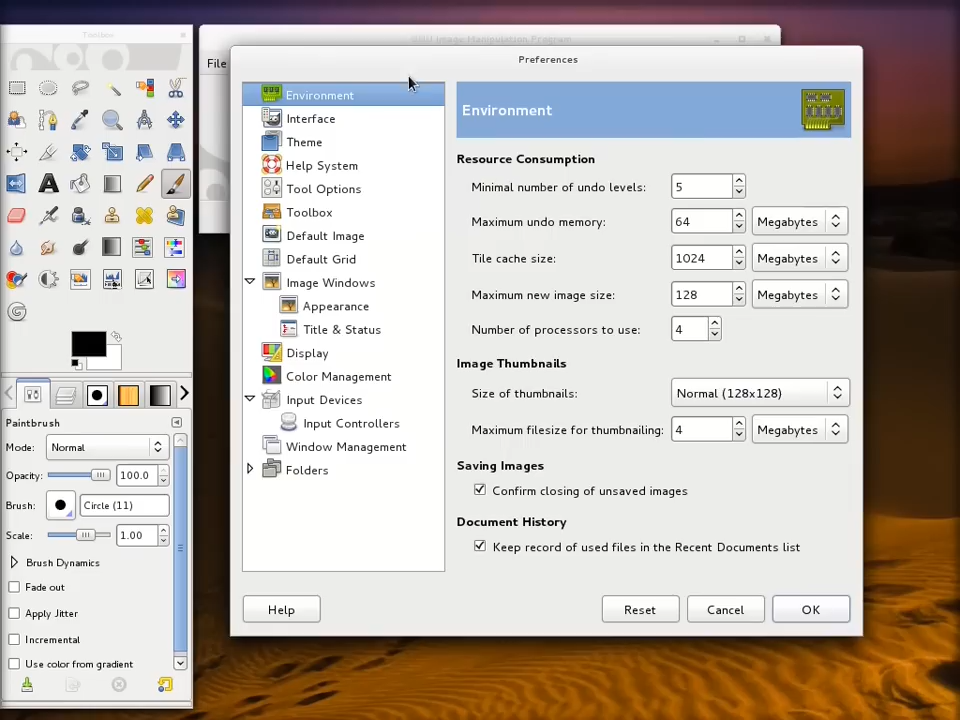 Toolbox
GNU Image Manipulation Program
File
Preferences
Environment
Interface
Theme
Help System
Tool Options
Toolbox
Default Image
Default Grid
Image Windows
Appearance
Title & Status
Display
Color Management
Input Devices
Input Controllers
Window Management
Folders
Environment
Resource Consumption
Minimal number of undo levels: 5
Maximum undo memory: 64 Megabytes
Tile cache size: 1024 Megabytes
Maximum new image size: 128 Megabytes
Number of processors to use: 4
Image Thumbnails
Size of thumbnails: Normal (128x128)
Maximum filesize for thumbnailing: 4 Megabytes
Saving Images
Confirm closing of unsaved images
Document History
Keep record of used files in the Recent Documents list
Help Reset Cancel OK
Paintbrush
Mode: Normal
Opacity: 100.0
Brush: Circle (11)
Scale: 1.00
Brush Dynamics
Fade out
Apply Jitter
Incremental
Use color from gradient